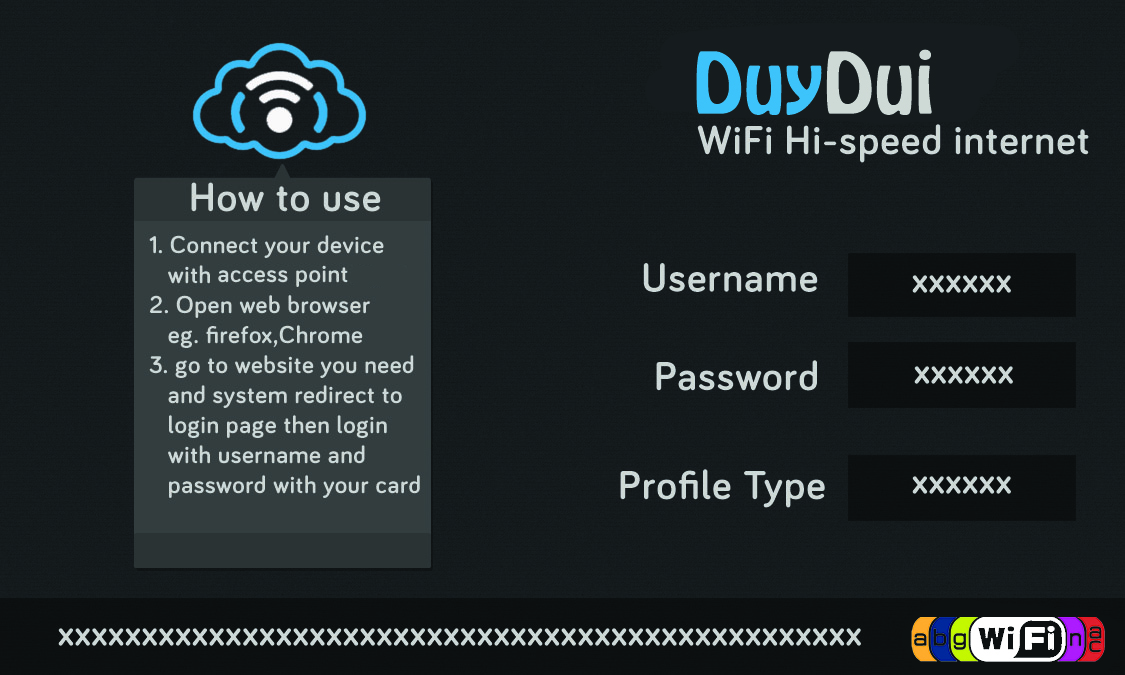 DuyDui
WiFi Hi-speed internet
How to use
1. Connect your device
with access point
2. Open web browser
eg. firefox,Chrome
3. go to website you need
and system redirect to
login page then login
with username and
password with your card
Username xxxxxx
Password xxxxxx
Profile Type xxxxxx
xxxxxxxxxxxxxxxxxxxxxxxxxxxxxxxxxxxxxxxxxxxxxxxx
a b g WiFi n ac